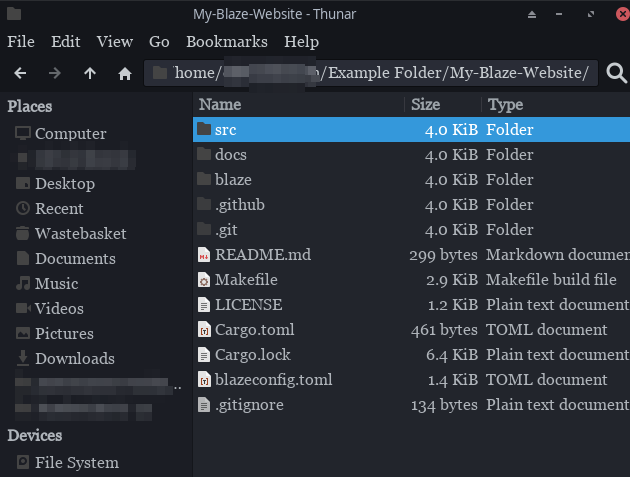 My-Blaze-Website - Thunar
File Edit View Go Bookmarks Help
/home/ /Example Folder/My-Blaze-Website/
Places
Computer
Desktop
Recent
Wastebasket
Documents
Music
Videos
Pictures
Downloads
...
Devices
File System
Name Size Type
src 4.0 KiB Folder
docs 4.0 KiB Folder
blaze 4.0 KiB Folder
.github 4.0 KiB Folder
.git 4.0 KiB Folder
README.md 299 bytes Markdown documen
Makefile 2.9 KiB Makefile build file
LICENSE 1.2 KiB Plain text document
Cargo.toml 461 bytes TOML document
Cargo.lock 6.4 KiB Plain text document
blazeconfig.toml 1.4 KiB TOML document
.gitignore 134 bytes Plain text document